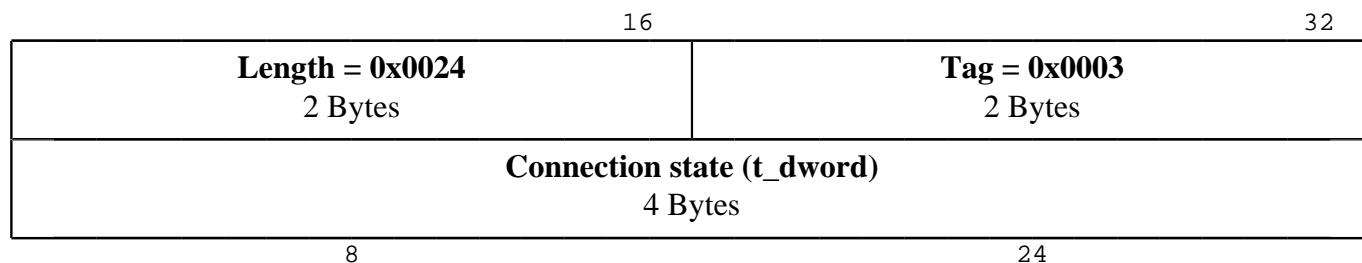 16 32
Length = 0x0024 Tag = 0x0003
2 Bytes 2 Bytes
Connection state (t_dword)
4 Bytes
8 24